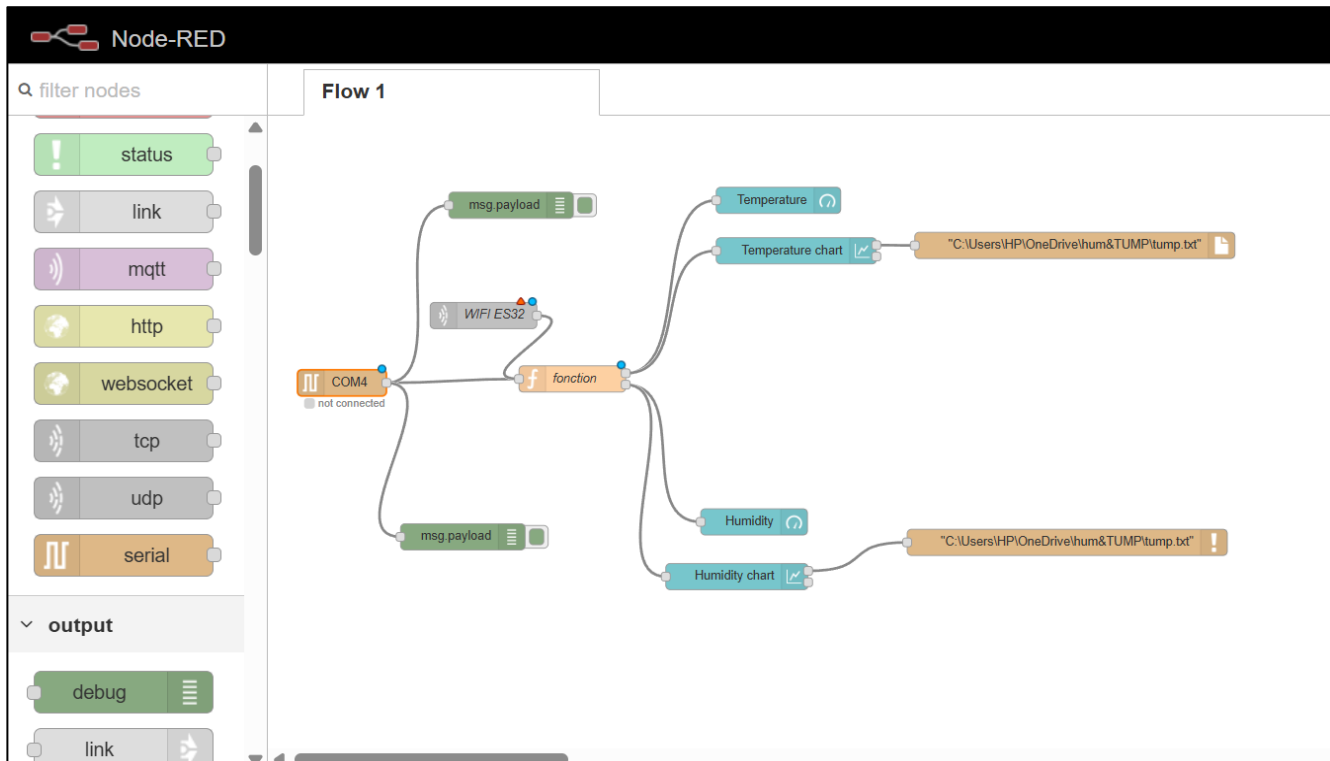 Node-RED
filter nodes
Flow 1
status
link
mqtt
http
websocket
tcp
udp
serial
output
debug
link
msg.payload
Temperature
Temperature chart
"C:\Users\HP\OneDrive\hum&TUMP\tump.txt"
WIFI ES32
COM4
not connected
fonction
msg.payload
Humidity
Humidity chart
"C:\Users\HP\OneDrive\hum&TUMP\tump.txt"